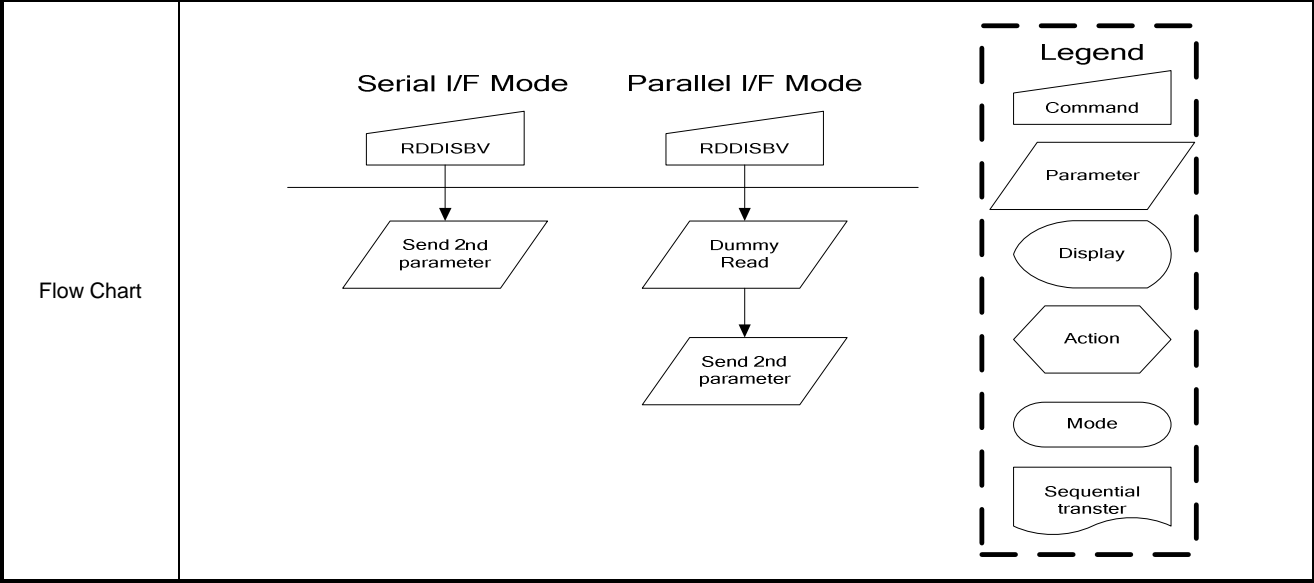 Flow Chart
Serial I/F Mode
RDDISBV
Send 2nd
parameter
Parallel I/F Mode
RDDISBV
Dummy
Read
Send 2nd
parameter
Legend
Command
Parameter
Display
Action
Mode
Sequential
transter